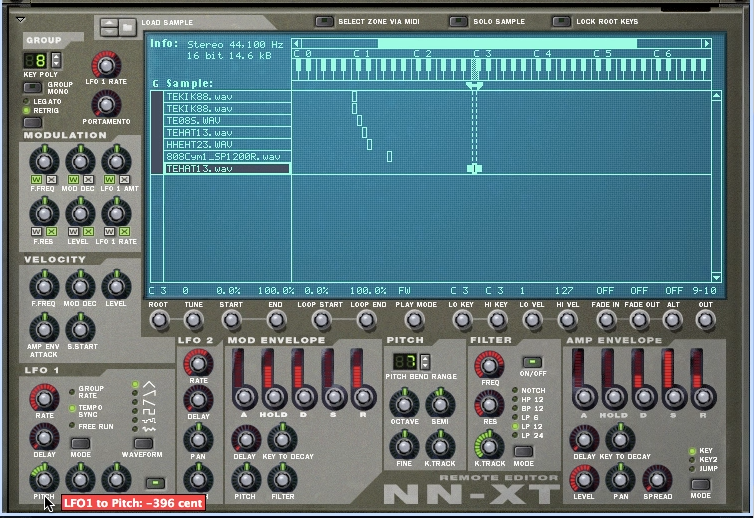 LOAD SAMPLE
SELECT ZONE VIA MIDI
SOLO SAMPLE
LOCK ROOT KEYS
GROUP
8
KEY POLY
LFO 1 RATE
GROUP MONO
LEGATO
RETRIG
PORTAMENTO
Info: Stereo 44,100 Hz
16 bit 14.6 kB
C 0 C 1 C 2 C 3 C 4 C 5 C 6
G Sample:
TEKIK88.wav
TEKIK88.wav
TE08S.WAV
TEHAT13.wav
HHEHT23.WAV
808Cym1_SP1200R.wav
TEHAT13.wav
C 3 0 0.0% 100.0% 0.0% 100.0% FW C 3 C 3 1 127 OFF OFF OFF 9-10
ROOT TUNE START END LOOP START LOOP END PLAY MODE LO KEY HI KEY LO VEL HI VEL FADE IN FADE OUT ALT OUT
MODULATION
W X W X W X
F.FREQ MOD DEC LFO 1 AMT
W X W X W X
F.RES LEVEL LFO 1 RATE
VELOCITY
F.FREQ MOD DEC LEVEL
AMP ENV ATTACK
S.START
LFO 1
RATE
GROUP RATE
TEMPO SYNC
FREE RUN
DELAY
MODE
WAVEFORM
PITCH
LFO1 to Pitch: -396 cent
LFO 2
RATE
DELAY
PAN
MOD ENVELOPE
A HOLD D S R
DELAY KEY TO DECAY
PITCH FILTER
PITCH
7
PITCH BEND RANGE
OCTAVE SEMI
FINE K.TRACK
FILTER
FREQ
ON/OFF
RES
NOTCH
HP 12
BP 12
LP 6
LP 12
LP 24
K.TRACK
MODE
AMP ENVELOPE
A HOLD D S R
DELAY KEY TO DECAY
KEY
KEY2
JUMP
LEVEL PAN SPREAD
MODE
REMOTE EDITOR
NN-XT